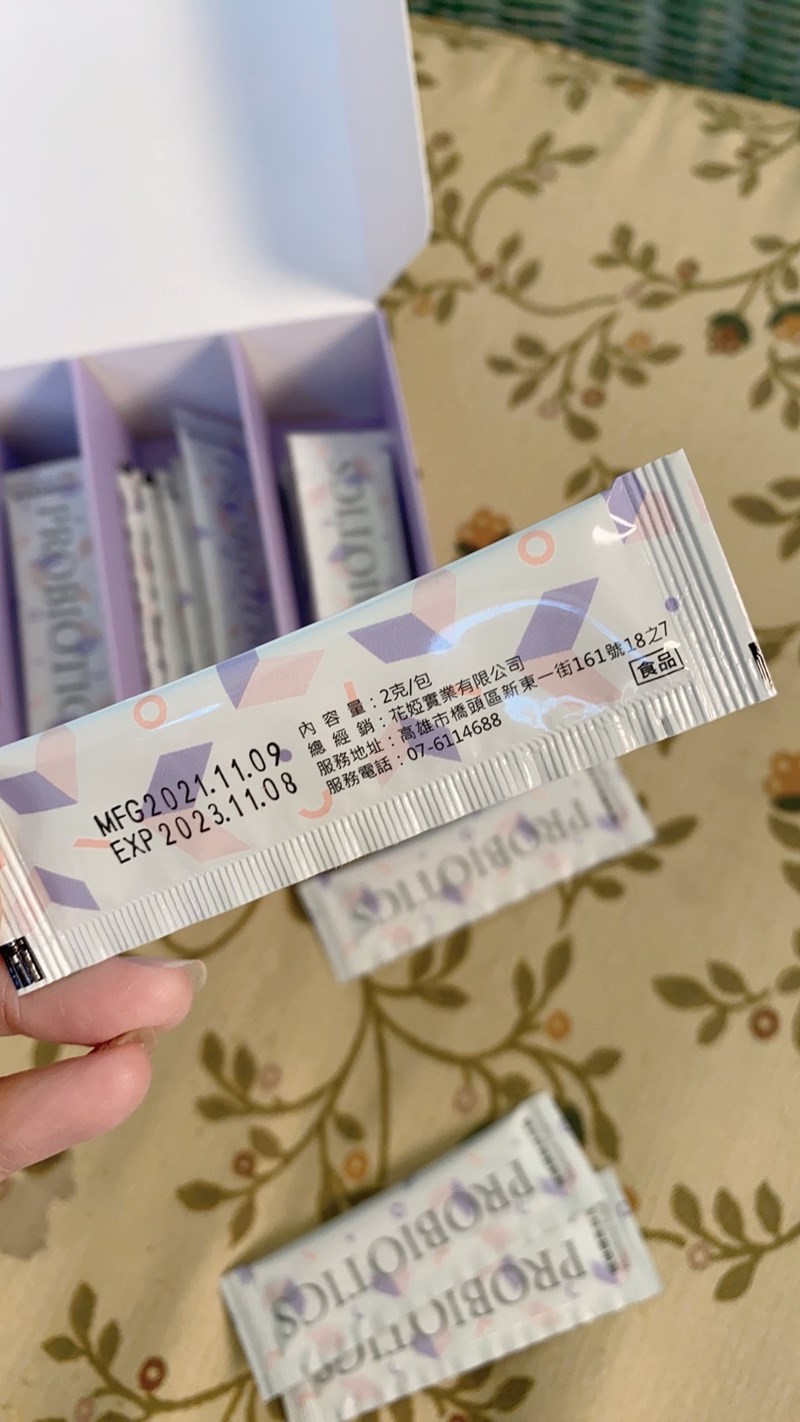 PROBIOTICS
內容量：2克/包
總經銷：花婭實業有限公司
服務地址：高雄市橋頭區新東一街161號18之7
服務電話：07-6114688
食品
MFG2021.11.09
EXP2023.11.08
PROBIOTICS
PROBIOTICS
PROBIOTICS